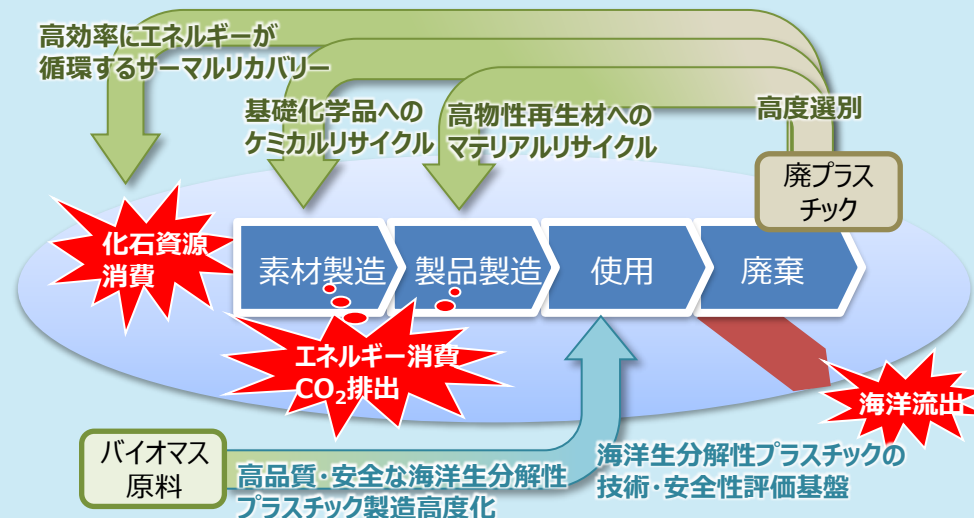 高効率にエネルギーが
循環するサーマルリカバリー
基礎化学品への
ケミカルリサイクル
高物性再生材への
マテリアルリサイクル
高度選別
廃プラス
チック
化石資源
消費
素材製造
製品製造
使用
廃棄
エネルギー消費
CO₂排出
海洋流出
バイオマス
原料
高品質・安全な海洋生分解性
プラスチック製造高度化
海洋生分解性プラスチックの
技術・安全性評価基盤